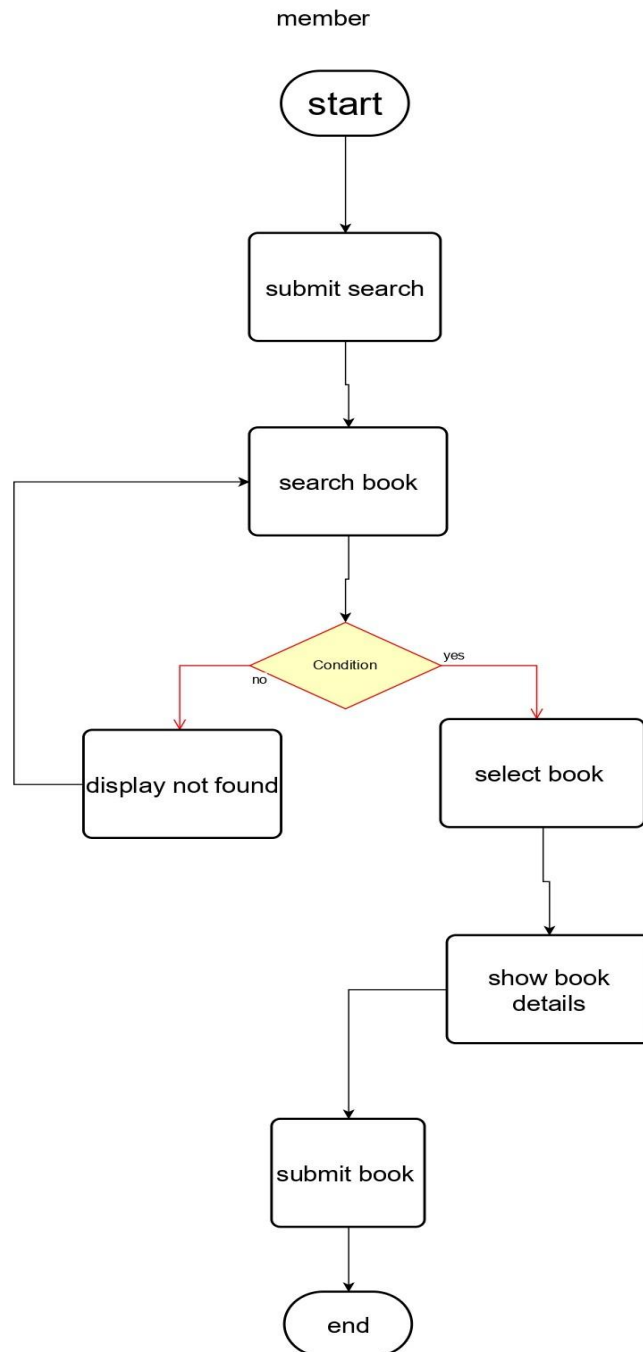 member
start
submit search
search book
Condition
no
yes
display not found
select book
show book
details
submit book
end